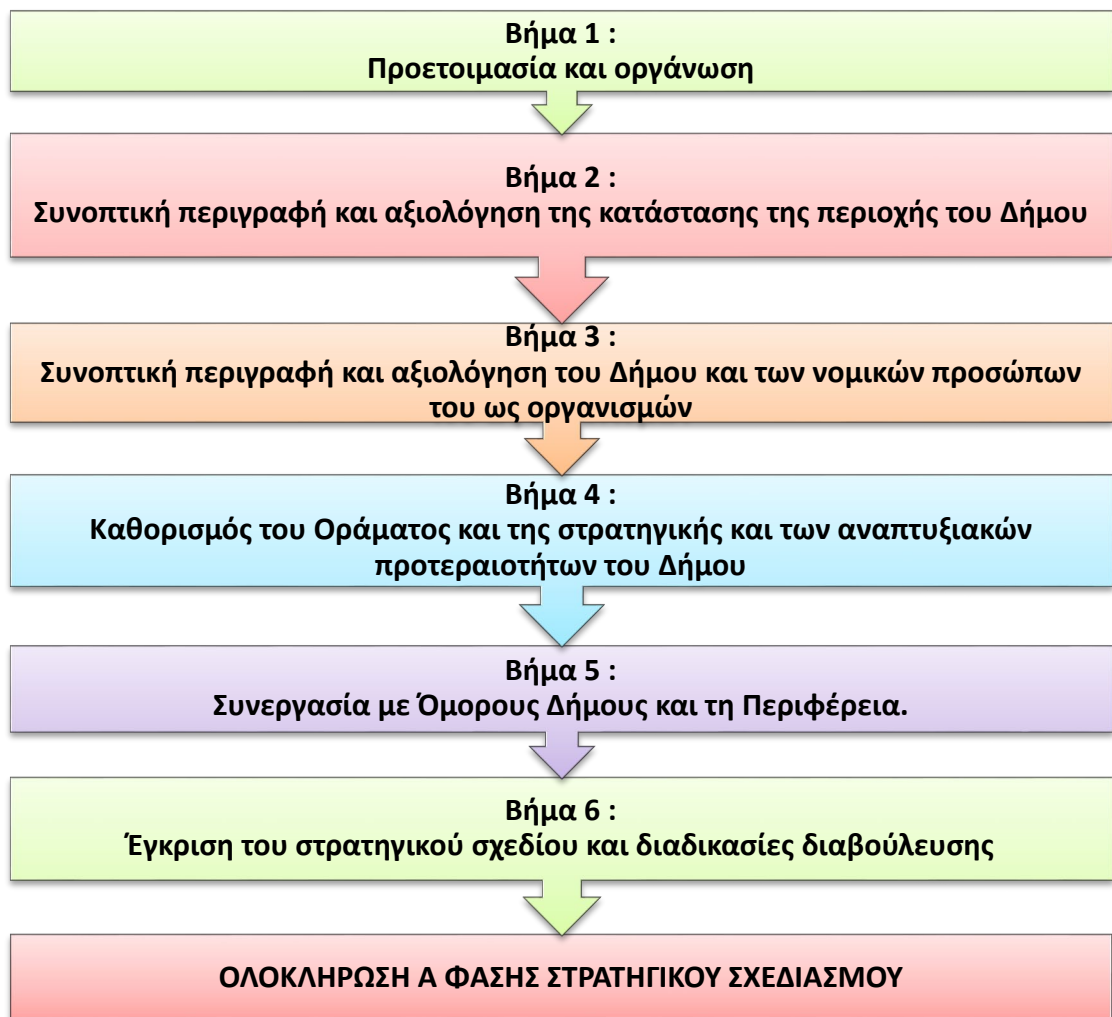 Βήμα 1 :
Προετοιμασία και οργάνωση
Βήμα 2 :
Συνοπτική περιγραφή και αξιολόγηση της κατάστασης της περιοχής του Δήμου
Βήμα 3 :
Συνοπτική περιγραφή και αξιολόγηση του Δήμου και των νομικών προσώπων
του ως οργανισμών
Βήμα 4 :
Καθορισμός του Οράματος και της στρατηγικής και των αναπτυξιακών
προτεραιοτήτων του Δήμου
Βήμα 5 :
Συνεργασία με Όμορους Δήμους και τη Περιφέρεια.
Βήμα 6 :
Έγκριση του στρατηγικού σχεδίου και διαδικασίες διαβούλευσης
ΟΛΟΚΛΗΡΩΣΗ Α ΦΑΣΗΣ ΣΤΡΑΤΗΓΙΚΟΥ ΣΧΕΔΙΑΣΜΟΥ